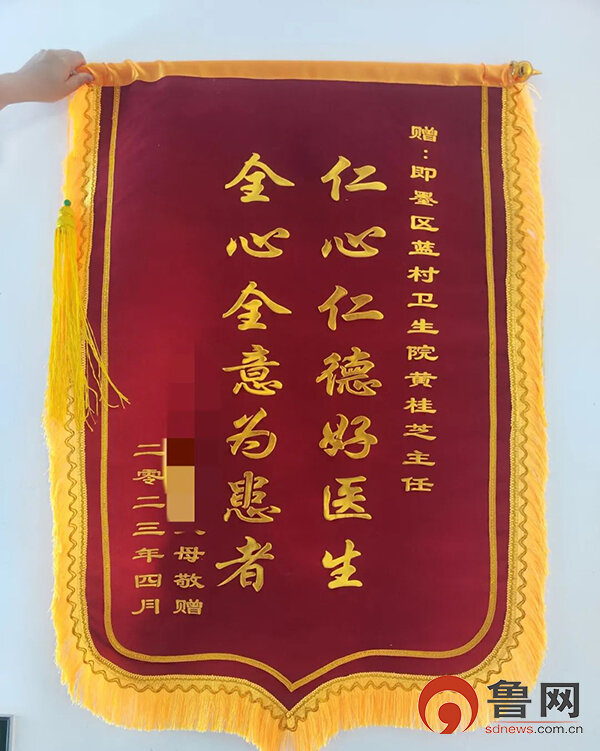 赠：即墨区蓝村卫生院黄桂芝主任
仁心仁德好医生
全心全意为患者
母敬赠
二零二三年四月
鲁网
sdnews.com.cn